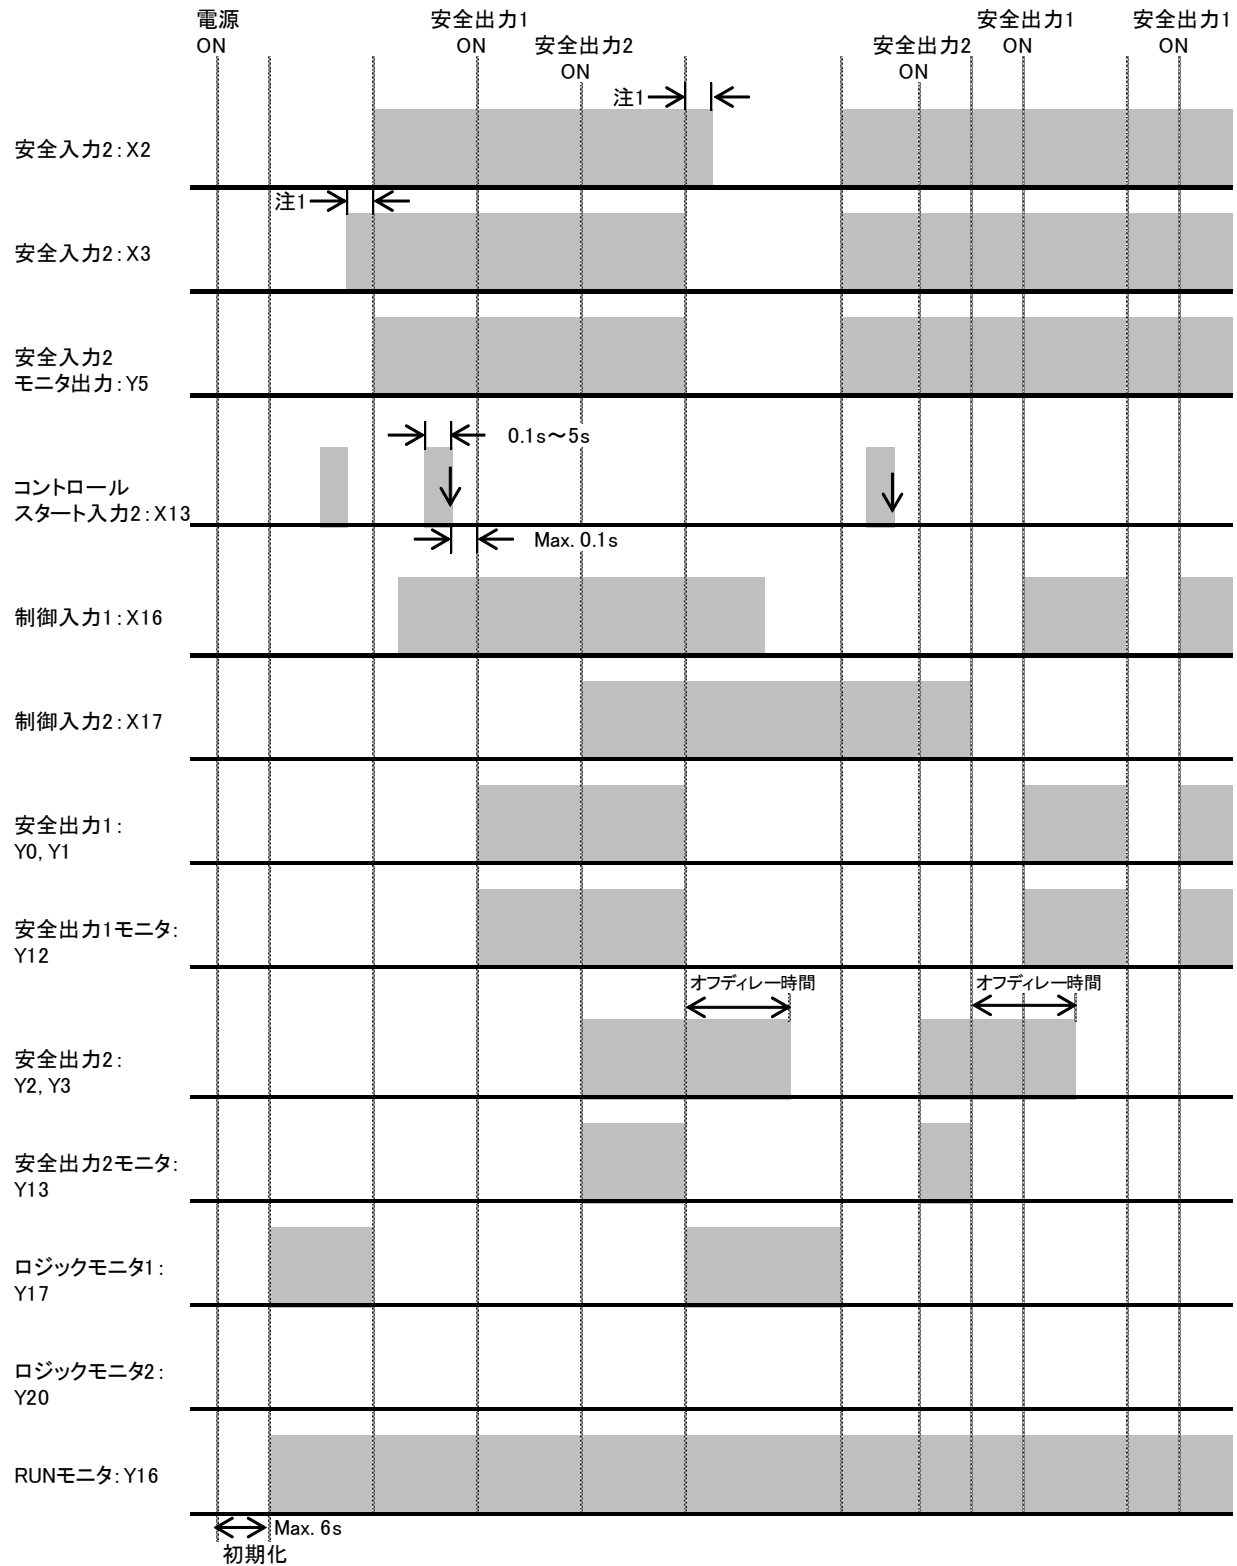 電源
ON
安全出力1
ON
安全出力2
ON
安全出力2
ON
安全出力1
ON
安全出力1
ON
注1
安全入力2:X2
注1
安全入力2:X3
安全入力2
モニタ出力:Y5
0.1s～5s
コントロール
スタート入力2:X13
Max. 0.1s
制御入力1:X16
制御入力2:X17
安全出力1:
Y0, Y1
安全出力1モニタ:
Y12
オフディレー時間
オフディレー時間
安全出力2:
Y2, Y3
安全出力2モニタ:
Y13
ロジックモニタ1:
Y17
ロジックモニタ2:
Y20
RUNモニタ:Y16
Max. 6s
初期化